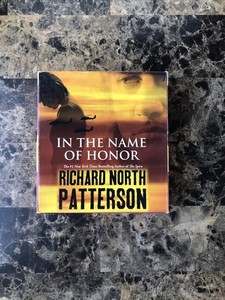 IN THE NAME
OF HONOR
The #1 New York Times Bestselling Author of The Spire
RICHARD NORTH
PATTERSON